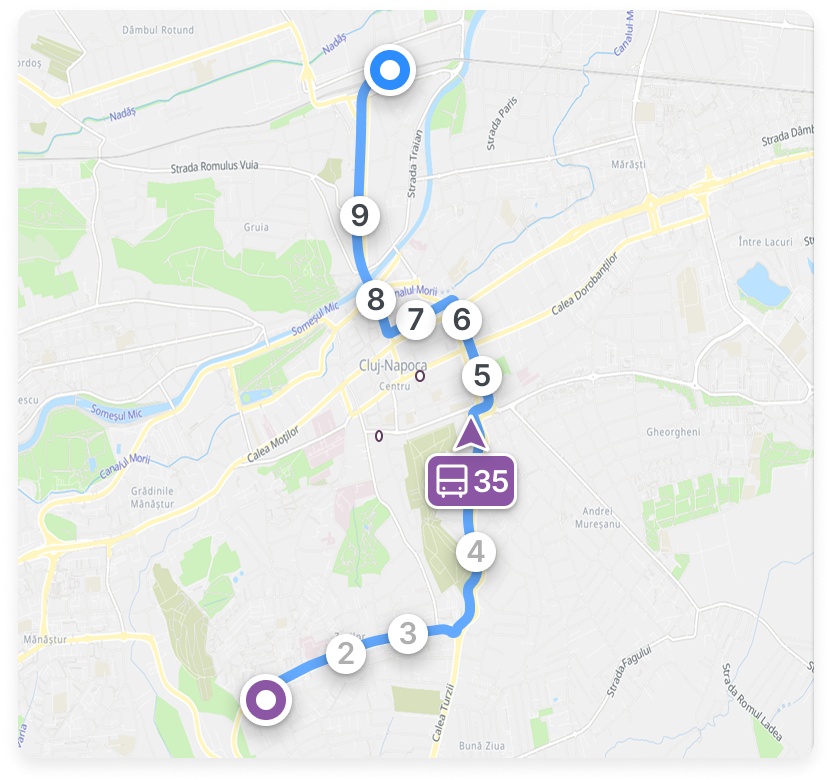 Dâmbul Rotund
Nadăș
Canalul-M
Nadăș
Strada Paris
Strada Traian
Strada Dâmb
Strada Romulus Vuia
Mărăști
9
Gruia
Între Lacuri
Calea Dorobanților
8
Canalul Morii
7
6
Someșul Mic
Cluj-Napoca
Centru
5
Someșul Mic
Calea Moților
Gheorgheni
Canalul Morii
35
Grădinile
Mănăștur
Andrei
Mureșanu
4
3
2
Mănăștur
Strada Fagului
Strada Romul Ladea
Calea Turzii
Bună Ziua